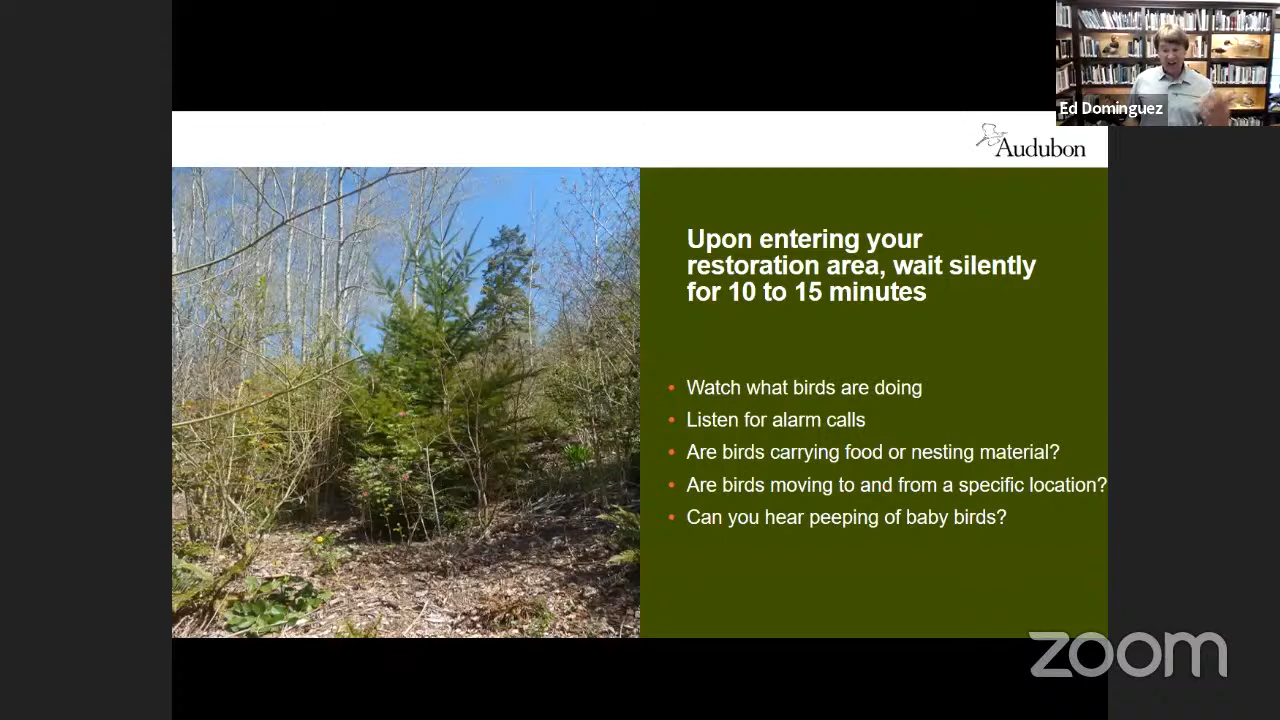 Ed Dominguez
Audubon
Upon entering your
restoration area, wait silently
for 10 to 15 minutes
• Watch what birds are doing
• Listen for alarm calls
• Are birds carrying food or nesting material?
• Are birds moving to and from a specific location?
• Can you hear peeping of baby birds?
zoom